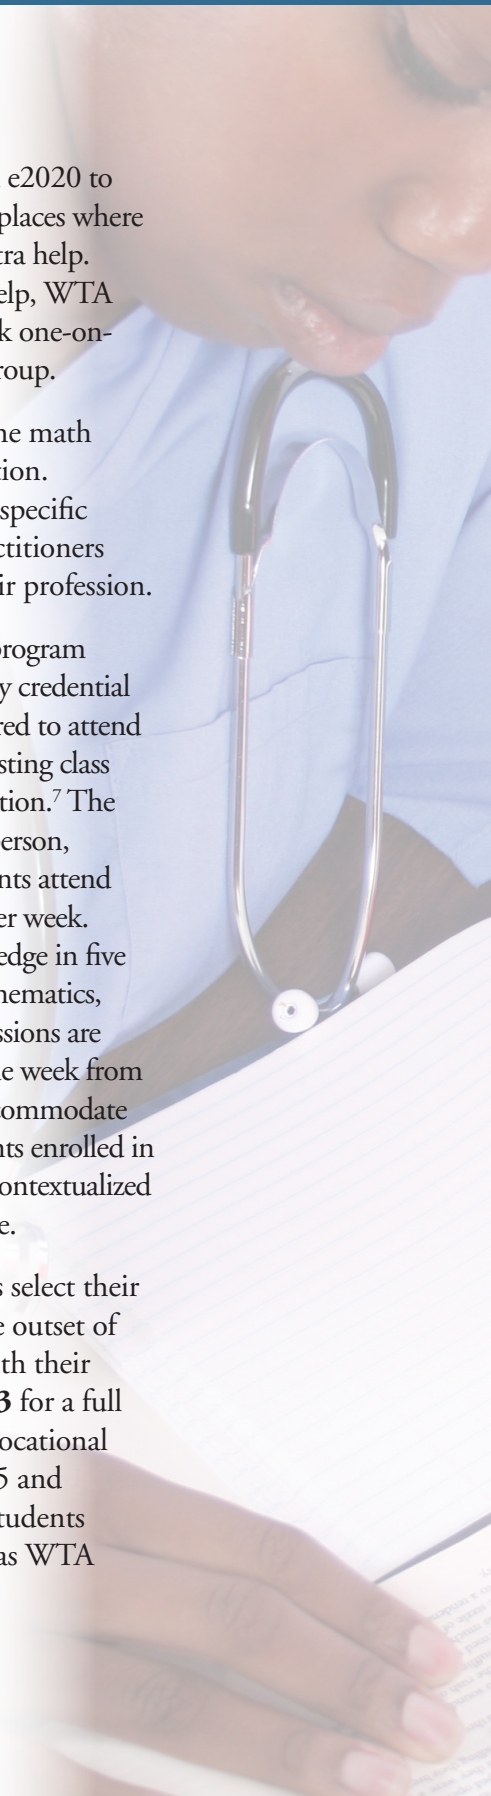 e2020 to
places where
tra help.
elp, WTA
k one-on-
roup.
he math
tion.
specific
ctitioners
ir profession.
program
y credential
red to attend
sting class
tion.7 The
erson,
nts attend
er week.
edge in five
hematics,
ssions are
e week from
commodate
nts enrolled in
ontextualized
e.
s select their
e outset of
th their
3 for a full
ocational
5 and
tudents
as WTA